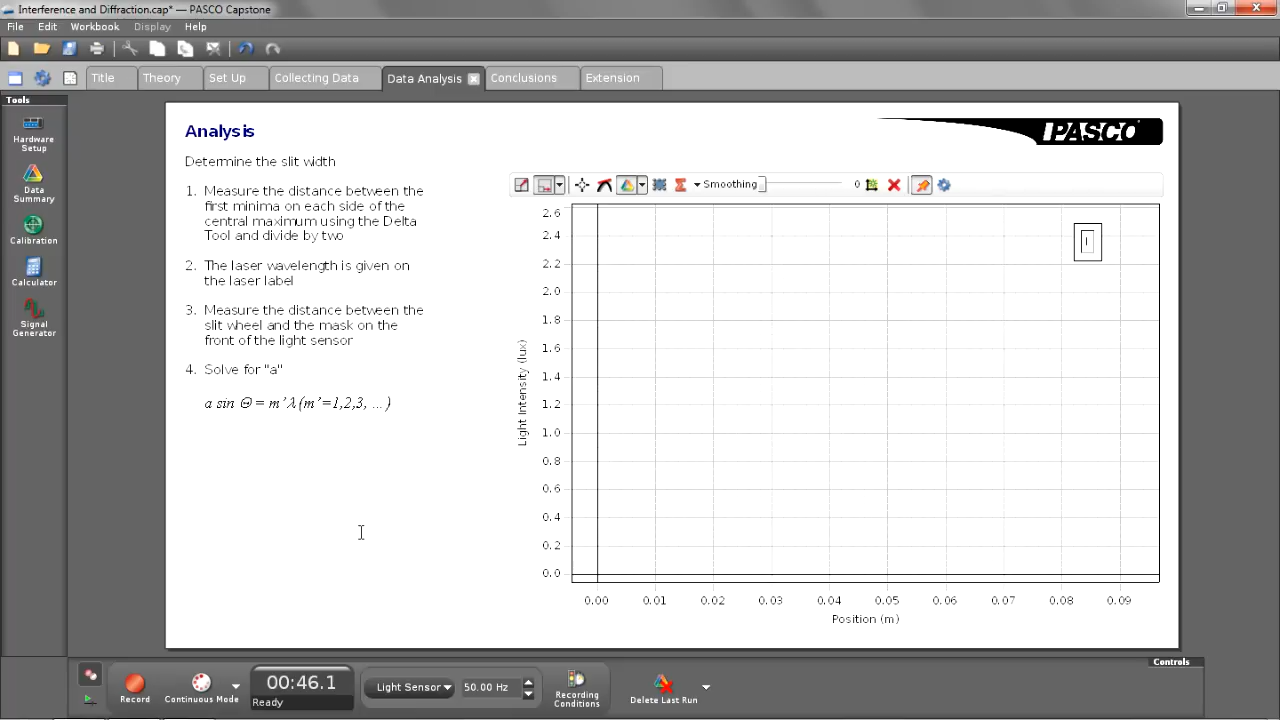 Interference and Diffraction.cap* — PASCO Capstone
File Edit Workbook Display Help
Title Theory Set Up Collecting Data Data Analysis Conclusions Extension
Tools
Hardware
Setup
Data
Summary
Calibration
Calculator
Signal
Generator
Analysis
PASCO
Determine the slit width
1. Measure the distance between the
first minima on each side of the
central maximum using the Delta
Tool and divide by two
2. The laser wavelength is given on
the laser label
3. Measure the distance between the
slit wheel and the mask on the
front of the light sensor
4. Solve for "a"
a sin Θ = m'λ(m'=1,2,3, ...)
Smoothing 0
2.6
2.4
2.2
2.0
1.8
1.6
1.4
1.2
1.0
0.8
0.6
0.4
0.2
0.0
Light Intensity (lux)
0.00 0.01 0.02 0.03 0.04 0.05 0.06 0.07 0.08 0.09
Position (m)
Controls
Record
Continuous Mode
00:46.1
Ready
Light Sensor
50.00 Hz
Recording
Conditions
Delete Last Run